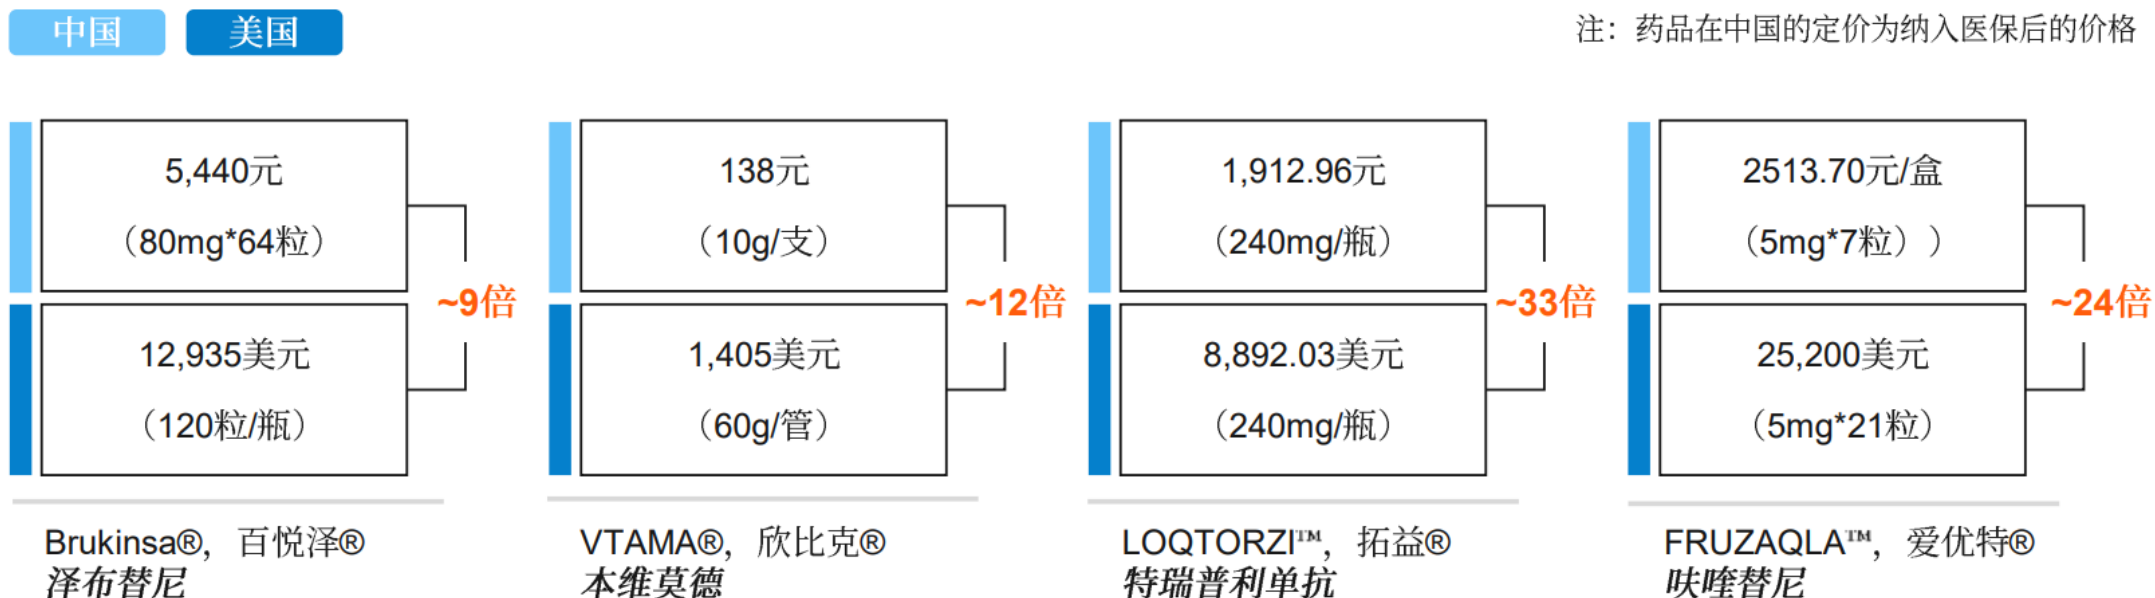 中国
美国
注：药品在中国的定价为纳入医保后的价格
5,440元
（80mg*64粒）
12,935美元
（120粒/瓶）
~9倍
Brukinsa®，百悦泽®
泽布替尼
138元
（10g/支）
1,405美元
（60g/管）
~12倍
VTAMA®，欣比克®
本维莫德
1,912.96元
（240mg/瓶）
8,892.03美元
（240mg/瓶）
~33倍
LOQTORZI™，拓益®
特瑞普利单抗
2513.70元/盒
（5mg*7粒））
25,200美元
（5mg*21粒）
~24倍
FRUZAQLA™，爱优特®
呋喹替尼